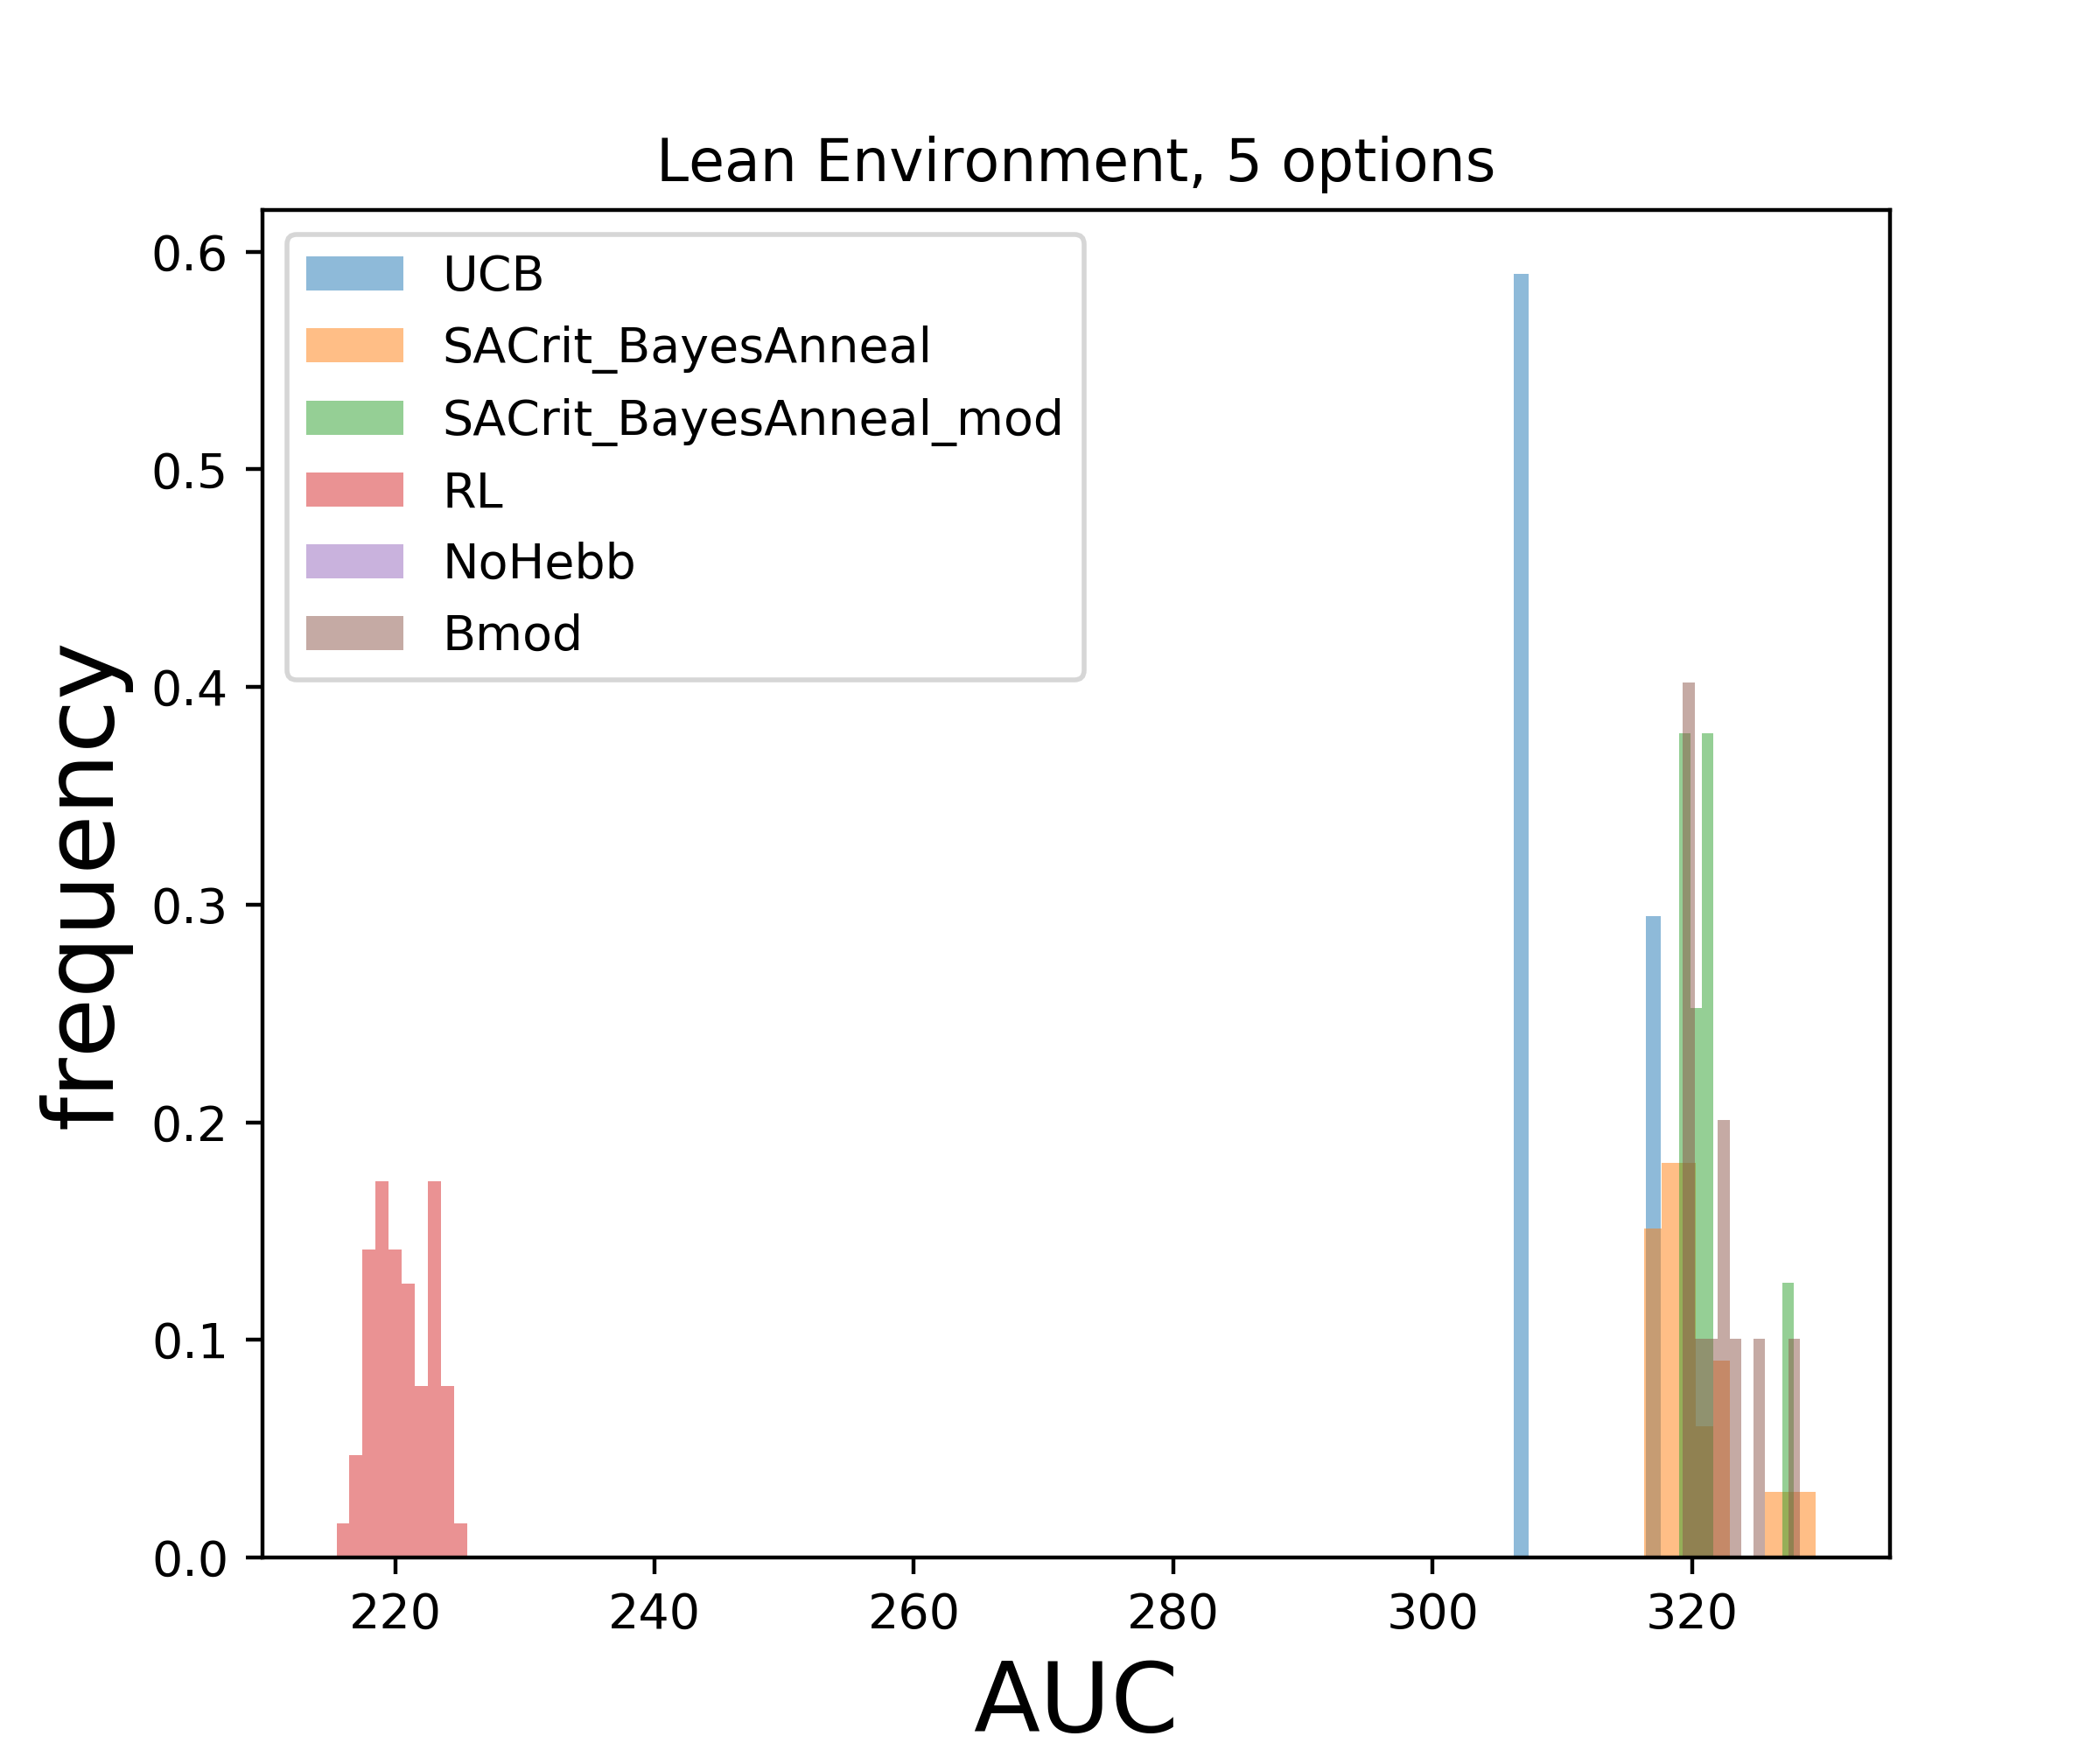 Lean Environment, 5 options
UCB
SACrit_BayesAnneal
SACrit_BayesAnneal_mod
RL
NoHebb
Bmod
frequency
0.6
0.5
0.4
0.3
0.2
0.1
0.0
220 240 260 280 300 320
AUC